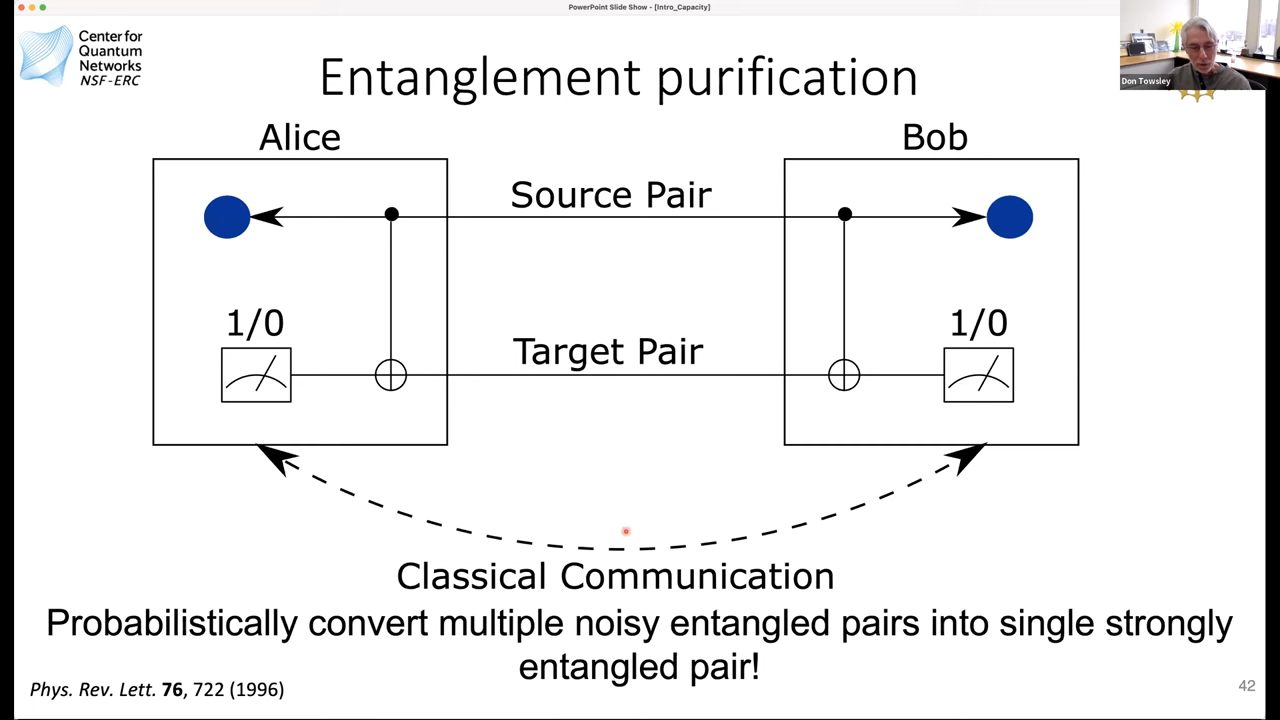 PowerPoint Slide Show - [Intro_Capacity]
Center for
Quantum
Networks
NSF-ERC
Don Towsley
Entanglement purification
Alice
Bob
Source Pair
1/0
1/0
Target Pair
Classical Communication
Probabilistically convert multiple noisy entangled pairs into single strongly
entangled pair!
Phys. Rev. Lett. 76, 722 (1996)
42